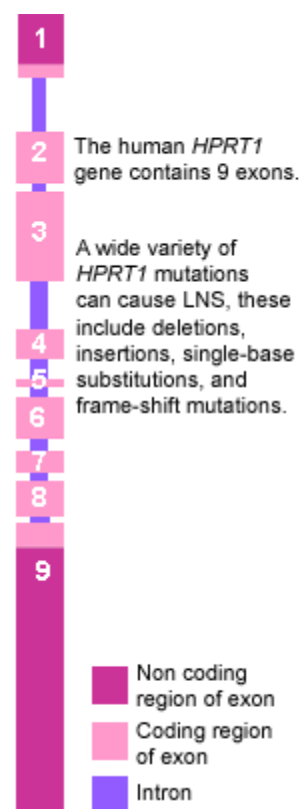 1
2
The human HPRT1
gene contains 9 exons.
3
A wide variety of
HPRT1 mutations
can cause LNS, these
include deletions,
insertions, single-base
substitutions, and
frame-shift mutations.
4
5
6
7
8
9
Non coding
region of exon
Coding region
of exon
Intron